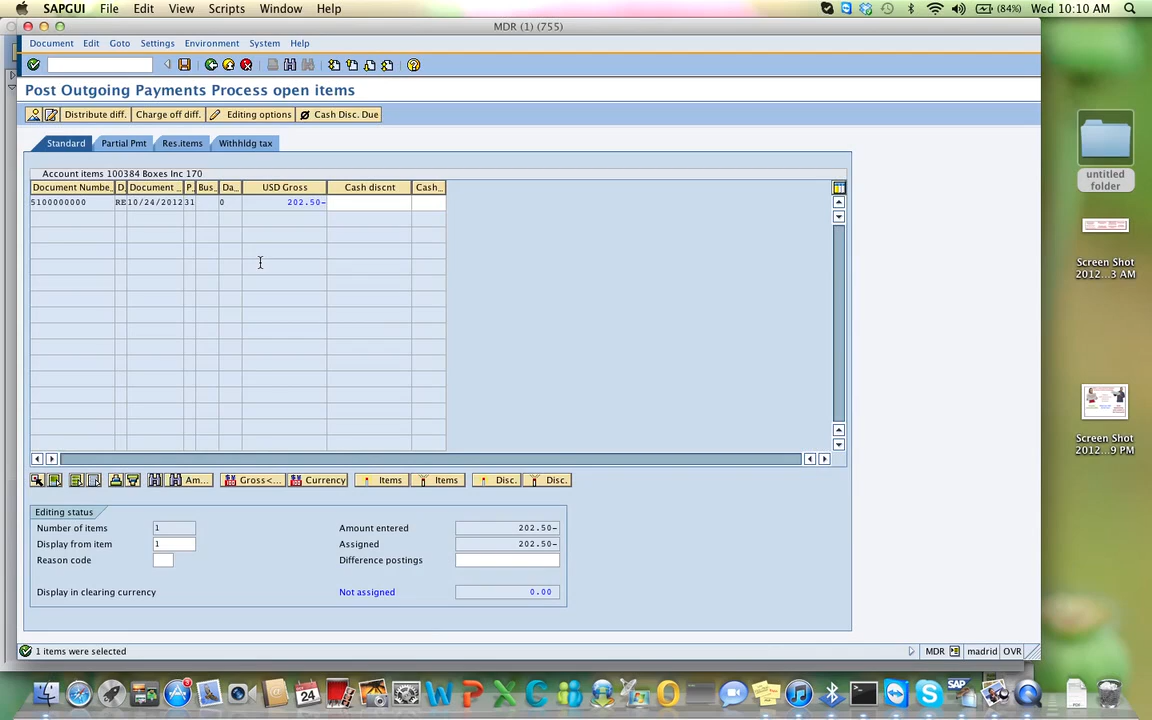 SAPGUI File Edit View Scripts Window Help (84%) Wed 10:10 AM
MDR (1) (755)
Document Edit Goto Settings Environment System Help
Post Outgoing Payments Process open items
Distribute diff. Charge off diff. Editing options Cash Disc. Due
Standard Partial Pmt Res.items Withhldg tax
Account items 100384 Boxes Inc 170
Document Numbe... D Document ... P Bus... Da... USD Gross Cash discnt Cash...
5100000000 RE 10/24/2012 31 0 202.50-
Am... Gross<... Currency Items Items Disc. Disc.
Editing status
Number of items 1 Amount entered 202.50-
Display from item 1 Assigned 202.50-
Reason code Difference postings
Display in clearing currency Not assigned 0.00
1 items were selected MDR madrid OVR
untitled
folder
Screen Shot
2012...3 AM
Screen Shot
2012...9 PM